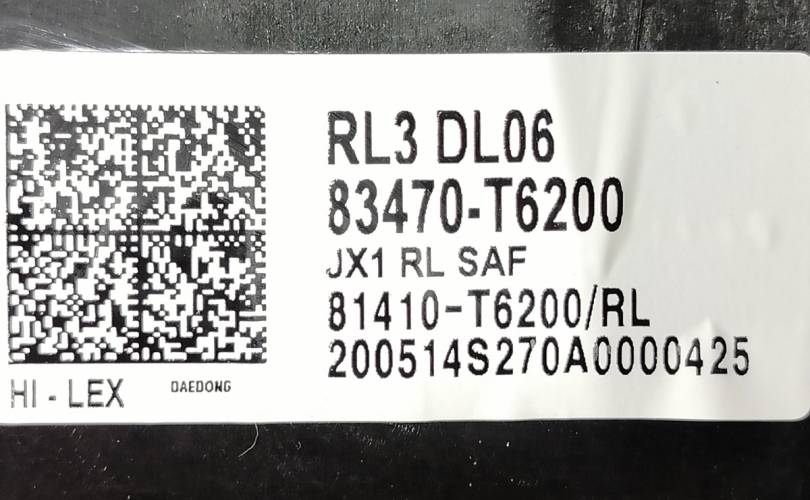 RL3 DL06
83470-T6200
JX1 RL SAF
81410-T6200/RL
200514S270A0000425
HI - LEX DAEDONG